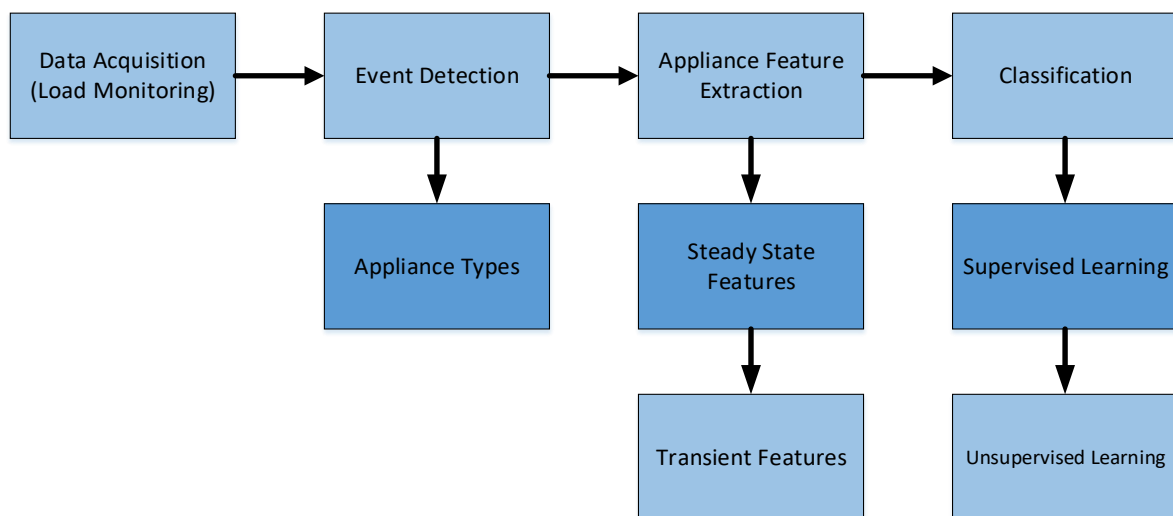 Data Acquisition
(Load Monitoring)
Event Detection
Appliance Feature
Extraction
Classification
Appliance Types
Steady State
Features
Supervised Learning
Transient Features
Unsupervised Learning